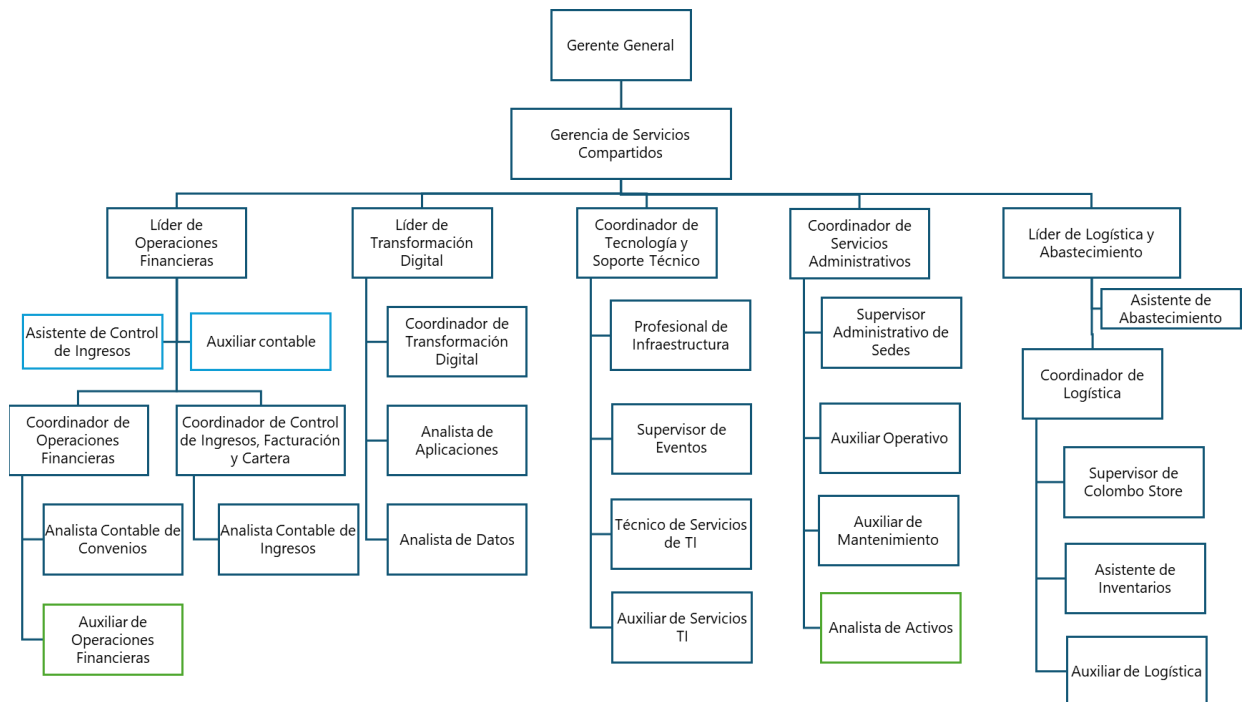 Gerente General
Gerencia de Servicios
Compartidos
Líder de
Operaciones
Financieras
Líder de
Transformación
Digital
Coordinador de
Tecnología y
Soporte Técnico
Coordinador de
Servicios
Administrativos
Líder de Logística y
Abastecimiento
Asistente de Control
de Ingresos
Auxiliar contable
Coordinador de
Operaciones
Financieras
Coordinador de Control
de Ingresos, Facturación
y Cartera
Analista Contable de
Convenios
Analista Contable de
Ingresos
Auxiliar de
Operaciones
Financieras
Coordinador de
Transformación
Digital
Analista de
Aplicaciones
Analista de Datos
Profesional de
Infraestructura
Supervisor de
Eventos
Técnico de Servicios
de TI
Auxiliar de Servicios
TI
Supervisor
Administrativo de
Sedes
Auxiliar Operativo
Auxiliar de
Mantenimiento
Analista de Activos
Asistente de
Abastecimiento
Coordinador de
Logística
Supervisor de
Colombo Store
Asistente de
Inventarios
Auxiliar de Logística